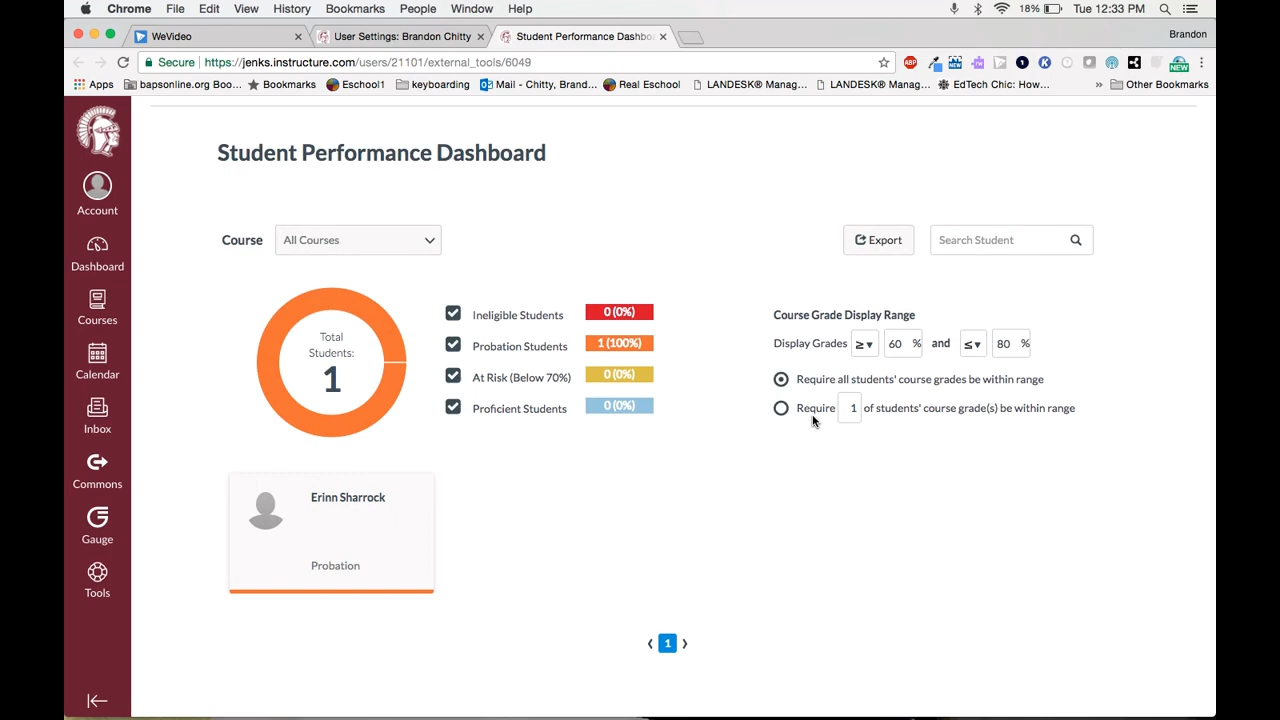 Chrome File Edit View History Bookmarks People Window Help 18% Tue 12:33 PM
WeVideo × User Settings: Brandon Chitty × Student Performance Dashbo × Brandon
Secure https://jenks.instructure.com/users/21101/external_tools/6049
Apps bapsonline.org Boo... Bookmarks Eschool1 keyboarding Mail - Chitty, Brand... Real Eschool LANDESK® Manag... LANDESK® Manag... EdTech Chic: How... » Other Bookmarks
Account
Dashboard
Courses
Calendar
Inbox
Commons
Gauge
Tools
Student Performance Dashboard
Course All Courses Export Search Student
Total
Students:
1
Ineligible Students 0 (0%)
Probation Students 1 (100%)
At Risk (Below 70%) 0 (0%)
Proficient Students 0 (0%)
Course Grade Display Range
Display Grades ≥▾ 60 % and ≤▾ 80 %
Require all students' course grades be within range
Require 1 of students' course grade(s) be within range
Erinn Sharrock
Probation
‹ 1 ›